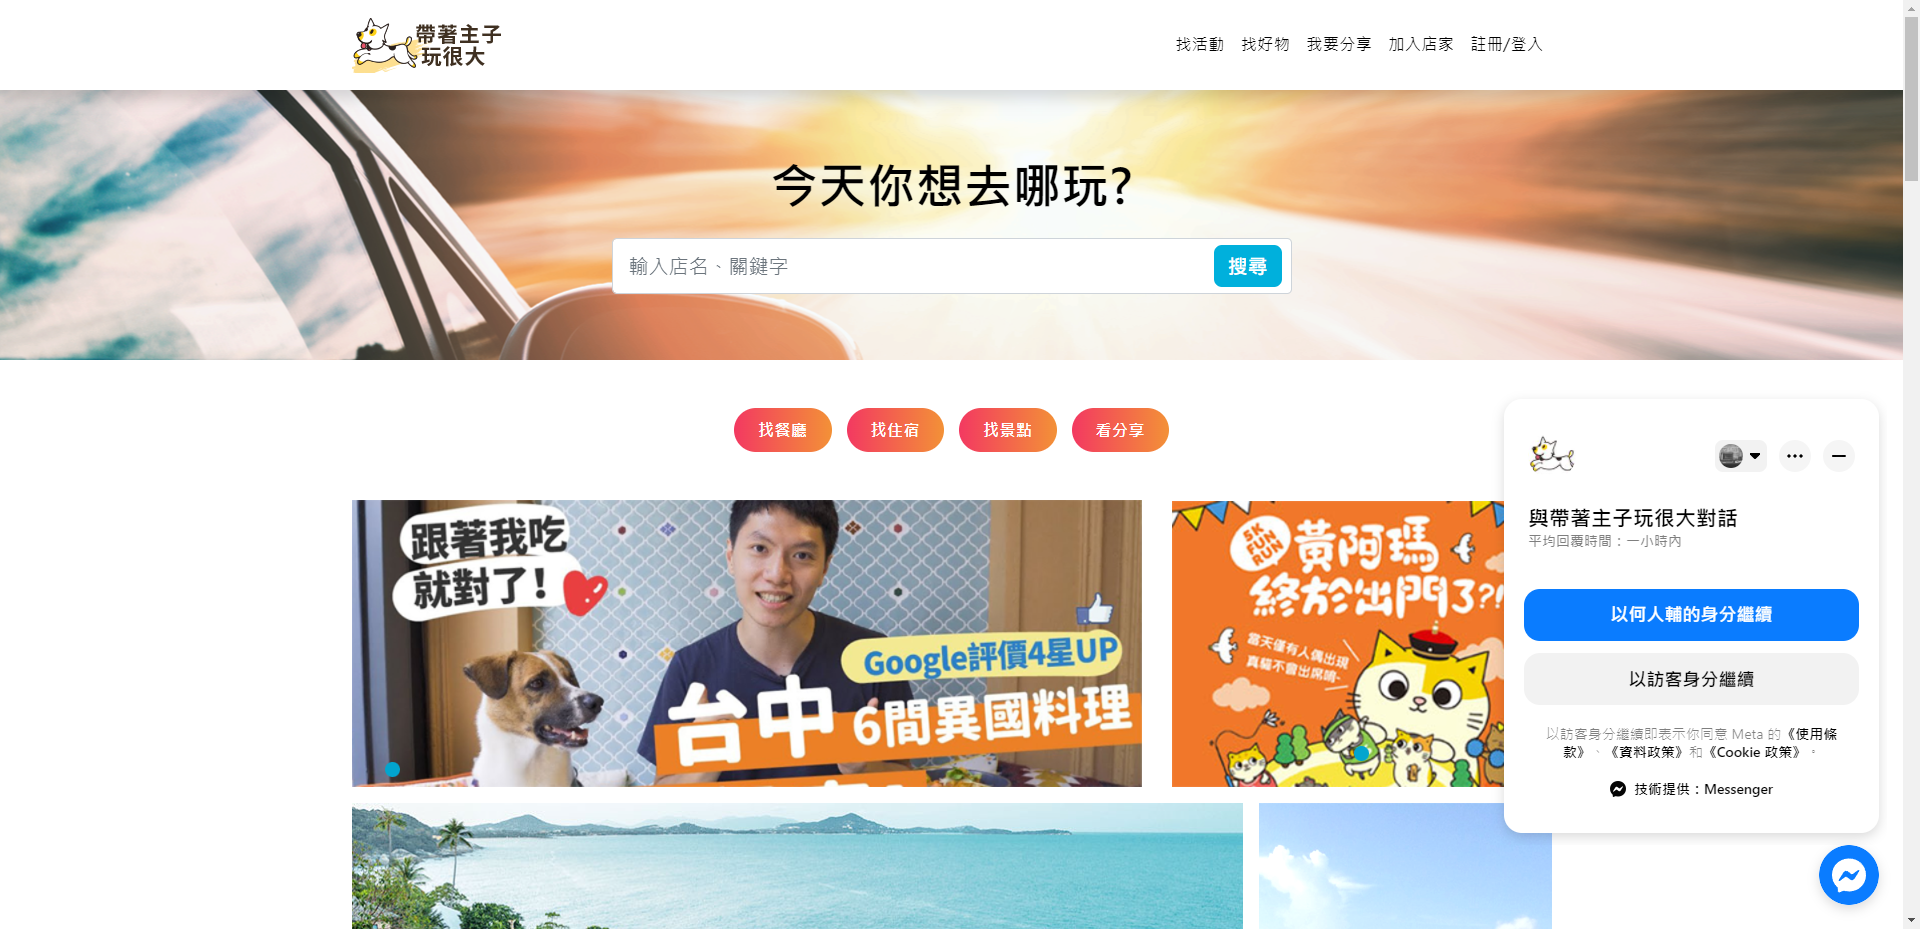 帶著主子
玩很大
找活動 找好物 我要分享 加入店家 註冊/登入
今天你想去哪玩?
輸入店名、關鍵字
搜尋
找餐廳 找住宿 找景點 看分享
跟著我吃
就對了!
Google評價4星UP
台中 6間異國料理
5K FUN RUN
黃阿瑪
終於出門了?!
當天僅有人偶出現
真貓不會出席唷~
與帶著主子玩很大對話
平均回覆時間：一小時內
以何人輔的身分繼續
以訪客身分繼續
以訪客身分繼續即表示你同意 Meta 的《使用條
款》、《資料政策》和《Cookie 政策》。
技術提供：Messenger